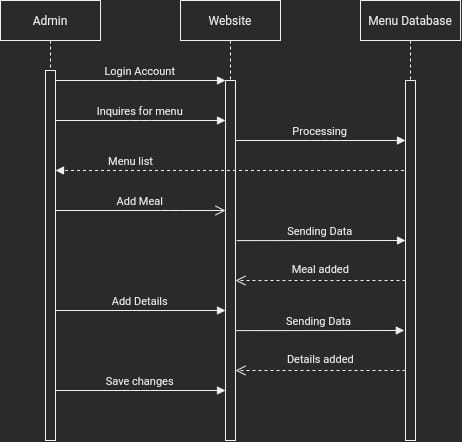 Admin
Website
Menu Database
Login Account
Inquires for menu
Processing
Menu list
Add Meal
Sending Data
Meal added
Add Details
Sending Data
Details added
Save changes